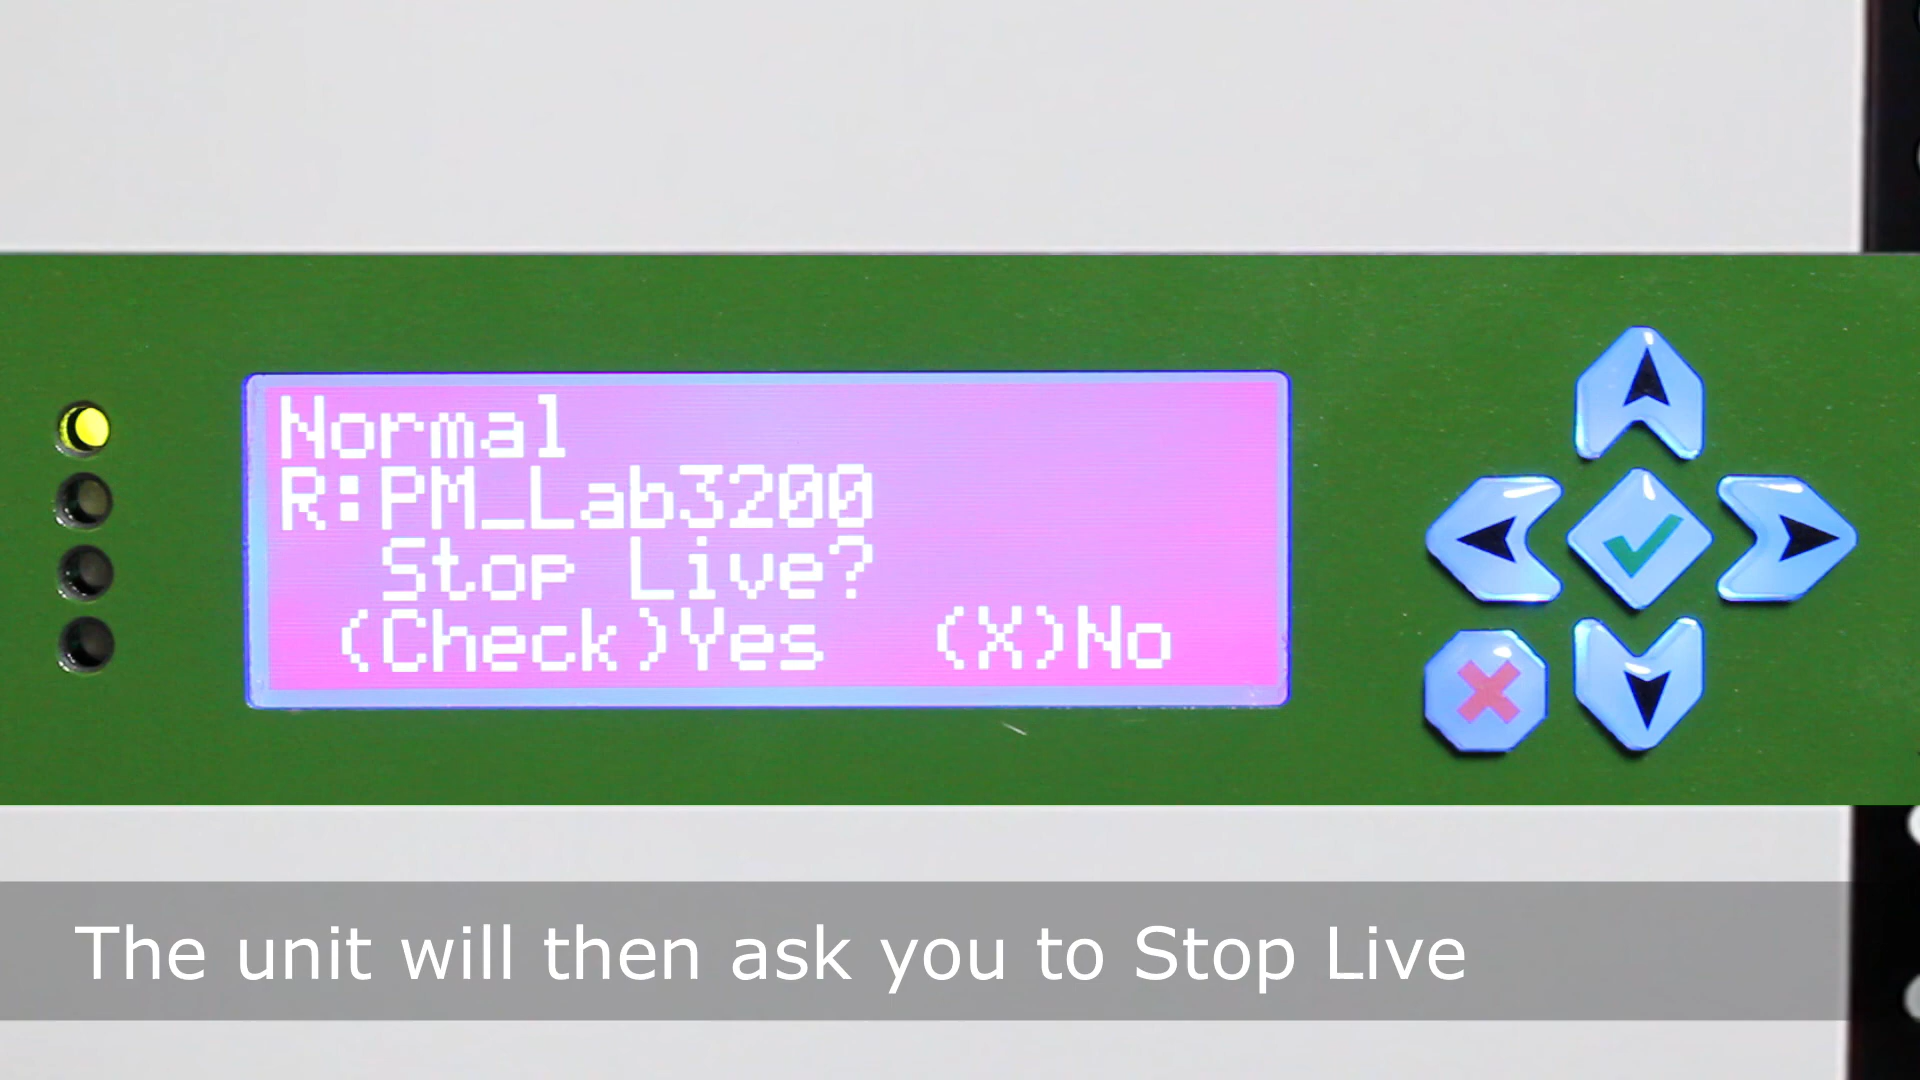 Normal
R:PM_Lab3200
Stop Live?
(Check)Yes (X)No
The unit will then ask you to Stop Live